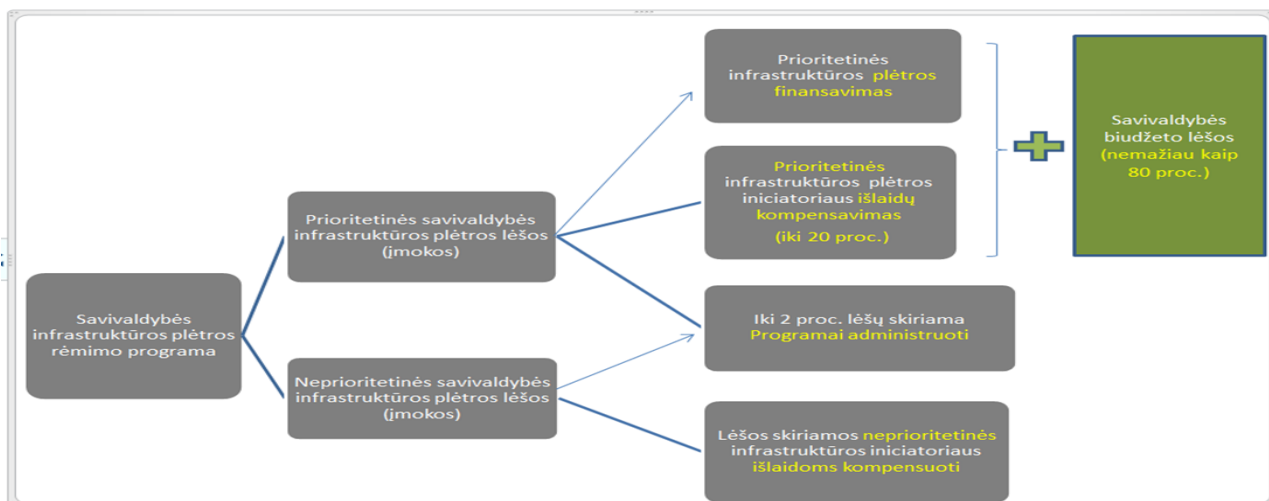 Savivaldybės
infrastruktūros plėtros
rėmimo programa
Prioritetinės savivaldybės
infrastruktūros plėtros lėšos
(įmokos)
Neprioritetinės savivaldybės
infrastruktūros plėtros lėšos
(įmokos)
Prioritetinės
infrastruktūros plėtros
finansavimas
Prioritetinės
infrastruktūros plėtros
iniciatoriaus išlaidų
kompensavimas
(iki 20 proc.)
Iki 2 proc. lėšų skiriama
Programai administruoti
Lėšos skiriamos neprioritetinės
infrastruktūros iniciatoriaus
išlaidoms kompensuoti
Savivaldybės
biudžeto lėšos
(nemažiau kaip
80 proc.)